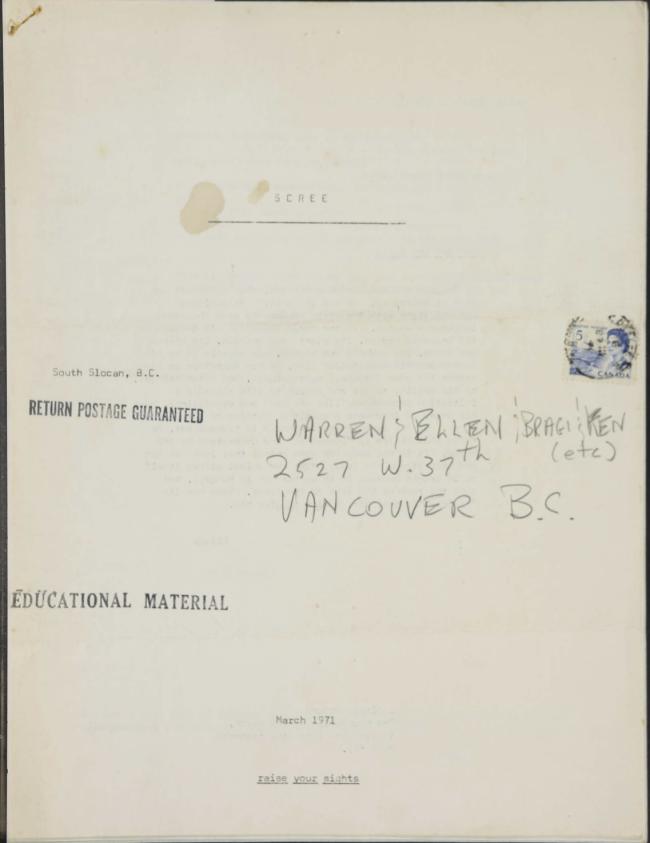 SCREE
5
CANADA
South Slocan, B.C.
RETURN POSTAGE GUARANTEED
WARREN & ELLEN & BRAGI & KEN
2527 W. 37th (etc)
VANCOUVER B.C.
EDUCATIONAL MATERIAL
March 1971
raise your sights